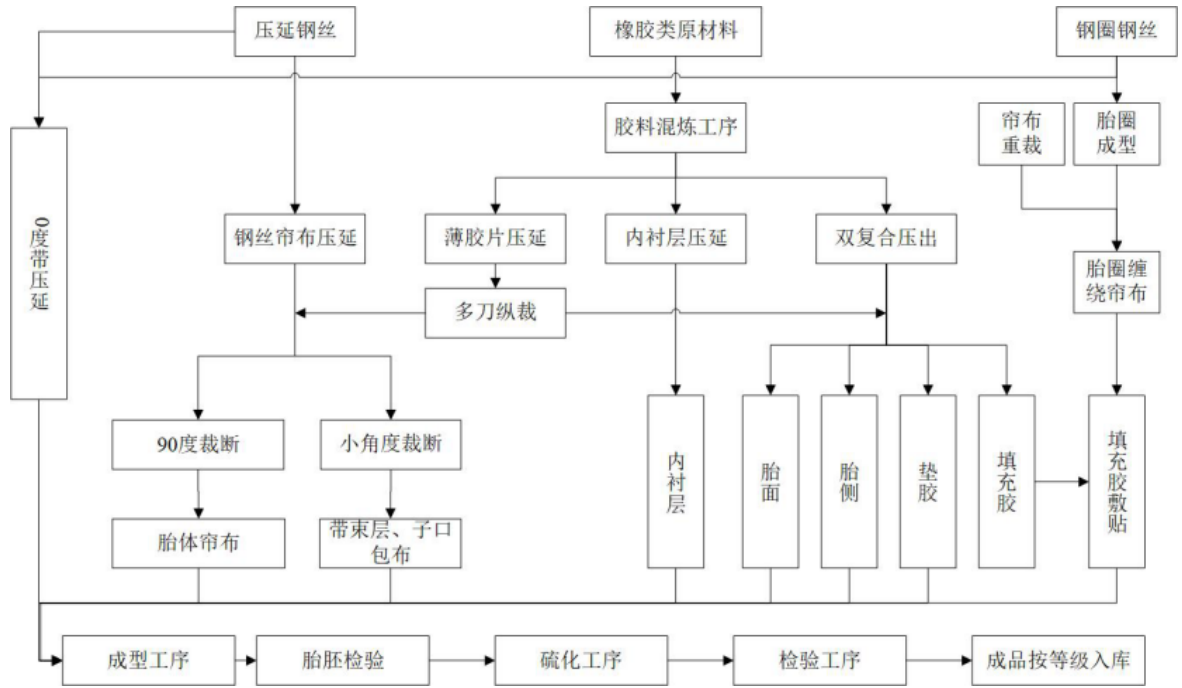 压延钢丝
橡胶类原材料
钢圈钢丝
0度带压延
胶料混炼工序
帘布
重裁
胎圈
成型
钢丝帘布压延
薄胶片压延
内衬层压延
双复合压出
胎圈缠
绕帘布
多刀纵裁
90度裁断
小角度裁断
内衬层
胎面
胎侧
垫胶
填充胶
填充胶敷贴
胎体帘布
带束层、子口
包布
成型工序
胎胚检验
硫化工序
检验工序
成品按等级入库